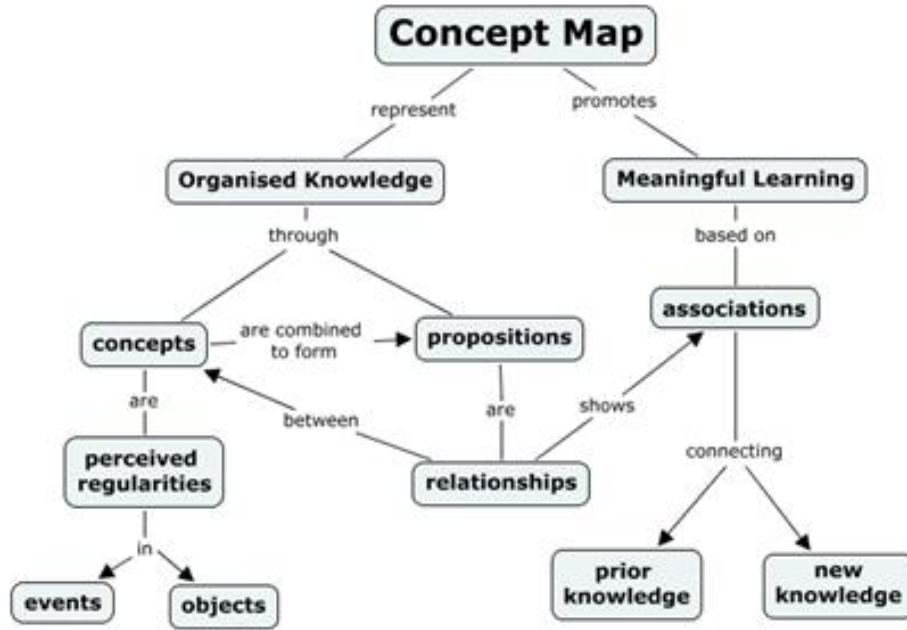 Concept Map
represent
promotes
Organised Knowledge
Meaningful Learning
through
based on
concepts
are combined
to form
propositions
associations
are
between
are
shows
perceived
regularities
relationships
connecting
in
events
objects
prior
knowledge
new
knowledge